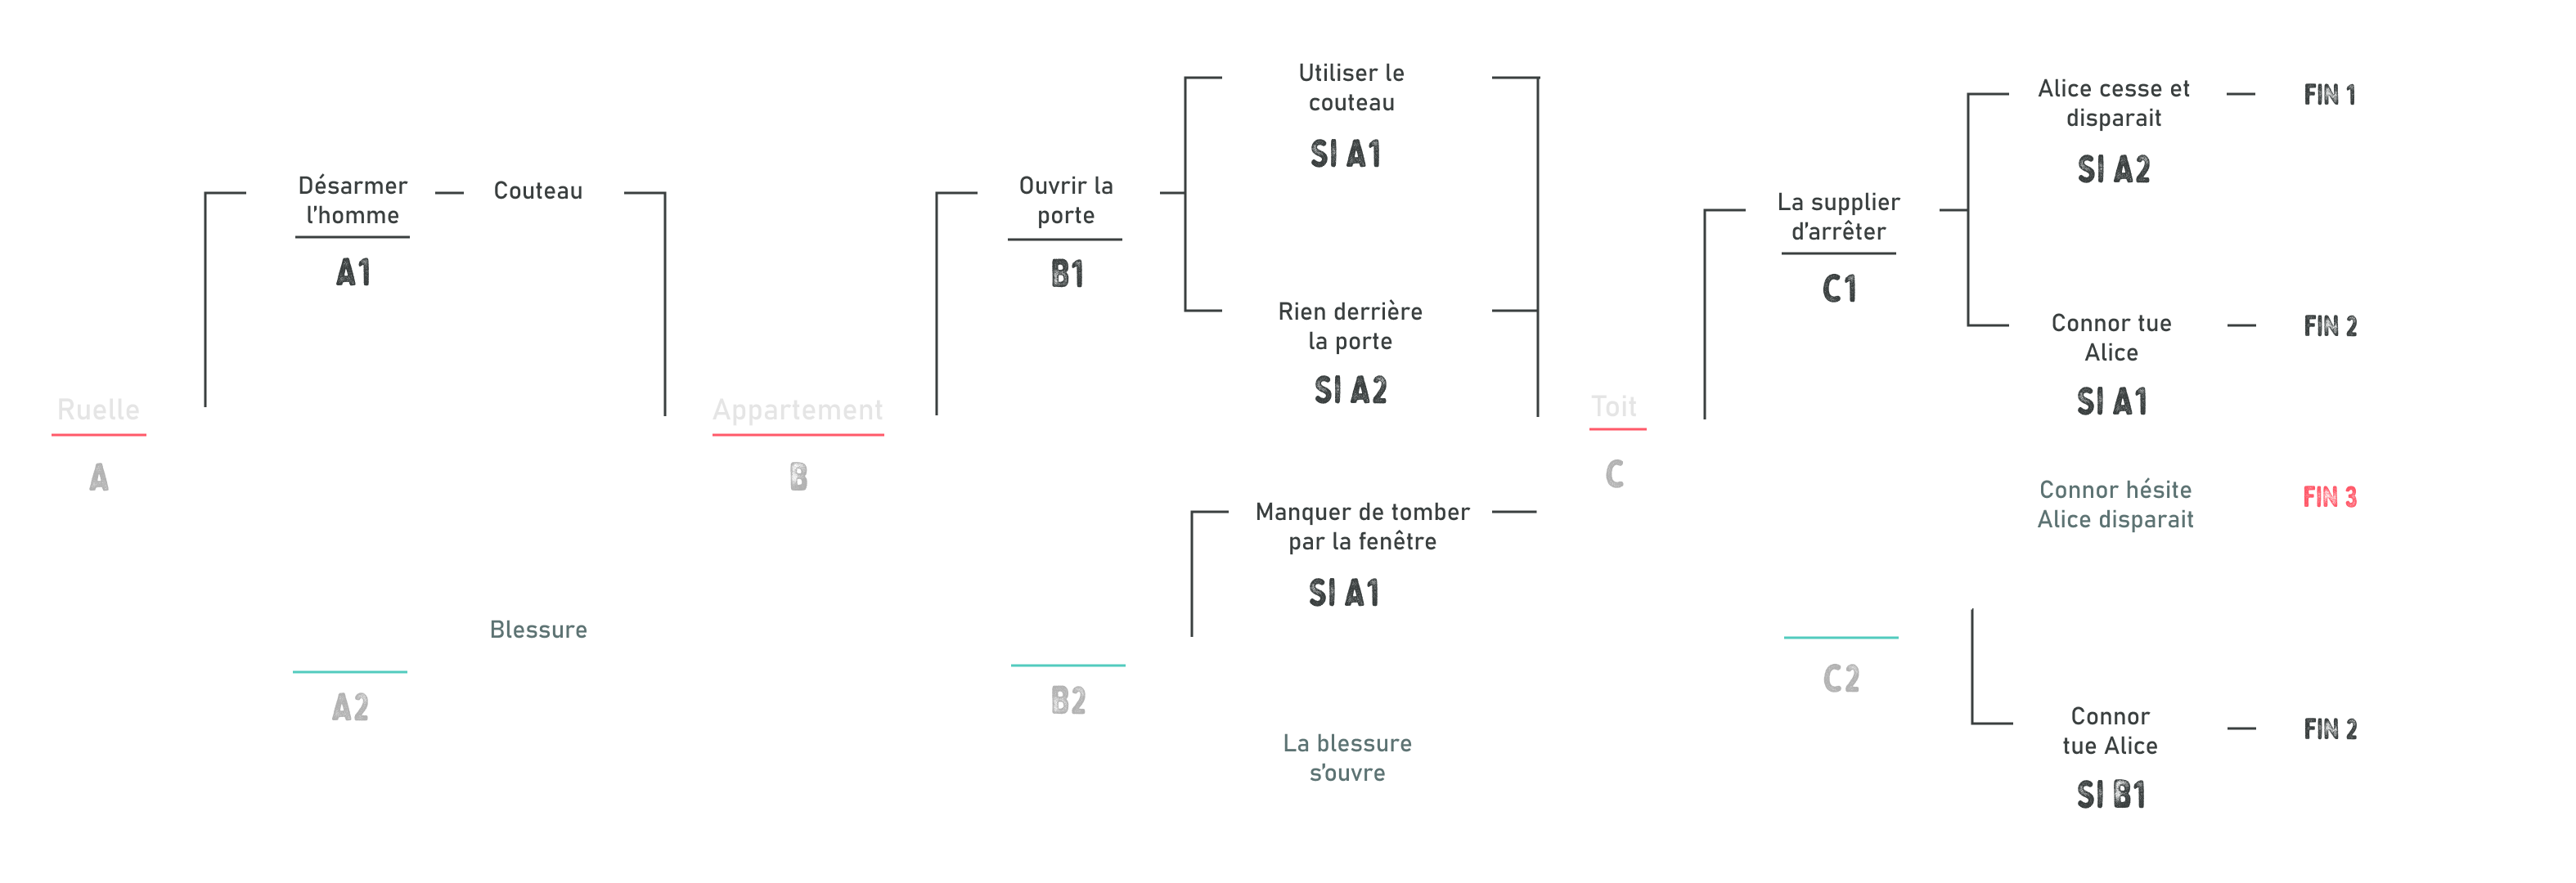 Ruelle
A
Désarmer
l'homme
A1
Couteau
A2
Blessure
Appartement
B
Ouvrir la
porte
B1
Utiliser le
couteau
SI A1
Rien derrière
la porte
SI A2
B2
Manquer de tomber
par la fenêtre
SI A1
La blessure
s'ouvre
Toit
C
La supplier
d'arrêter
C1
Alice cesse et
disparait
SI A2
FIN 1
Connor tue
Alice
SI A1
FIN 2
C2
Connor hésite
Alice disparait
FIN 3
Connor
tue Alice
SI B1
FIN 2